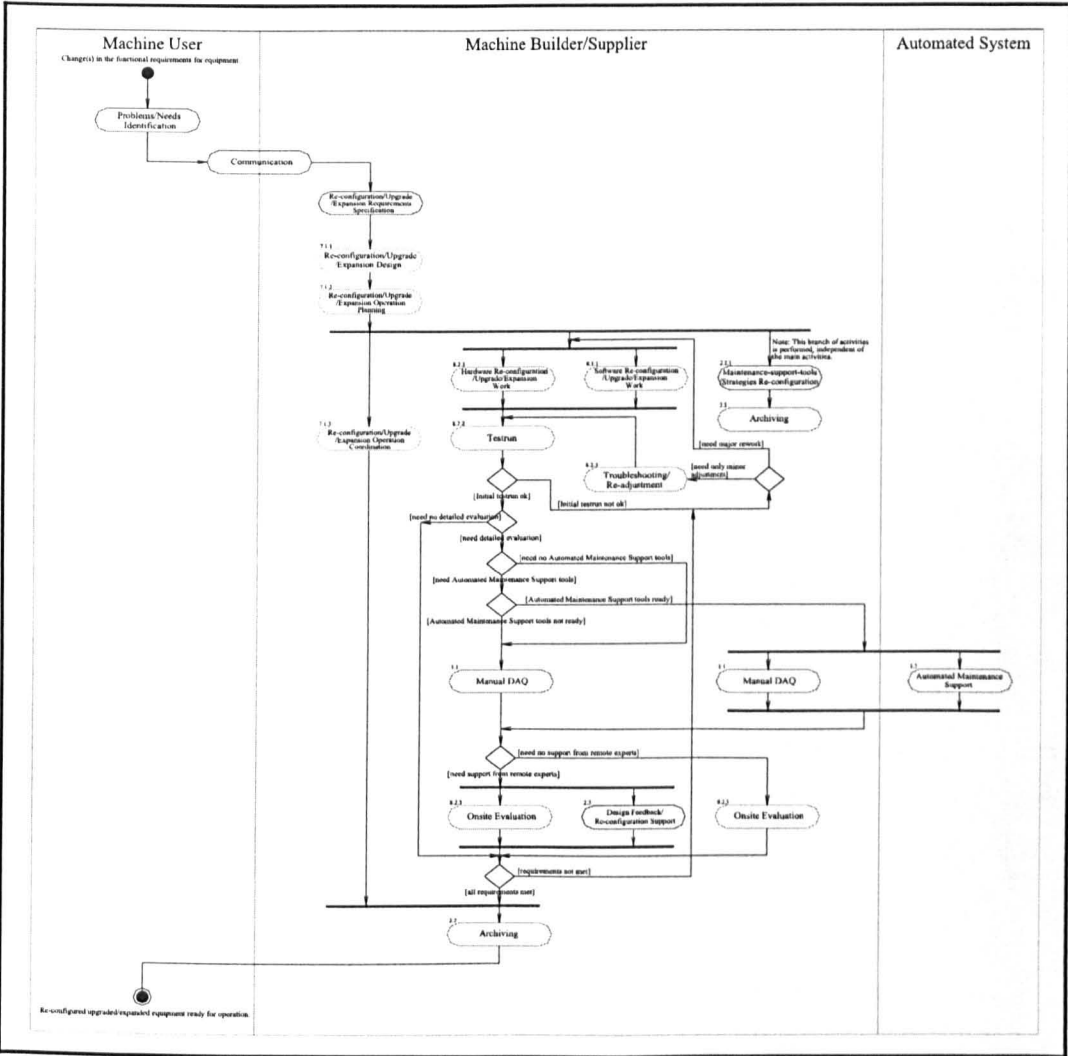 Machine User
Machine Builder/Supplier
Automated System
Change(s) in the functional requirements for equipment
Problems/Needs
Identification
Communication
Re-configuration/Upgrade
/Expansion Requirements
Specification
7.1.1
Re-configuration/Upgrade
/Expansion Design
7.1.2
Re-configuration/Upgrade
/Expansion Operation
Planning
Note: This branch of activities
is performed, independent of
the main activities.
Hardware Re-configuration
/Upgrade/Expansion
Work
Software Re-configuration
/Upgrade/Expansion
Work
Maintenance-support-tools
Strategies Re-configuration
Archiving
Re-configuration/Upgrade
/Expansion Operation
Coordination
Testrun
[need major rework]
Troubleshooting/
Re-adjustment
[need only minor
adjustment]
[Initial testrun ok]
[Initial testrun not ok]
[need no detailed evaluation]
[need detailed evaluation]
[need no Automated Maintenance Support tools]
[need Automated Maintenance Support tools]
[Automated Maintenance Support tools ready]
[Automated Maintenance Support tools not ready]
Manual DAQ
Manual DAQ
Automated Maintenance
Support
[need no support from remote experts]
[need support from remote experts]
Onsite Evaluation
Design Feedback/
Re-configuration Support
Onsite Evaluation
[requirements not met]
[all requirements met]
Archiving
Re-configured upgraded/expanded equipment ready for operation.